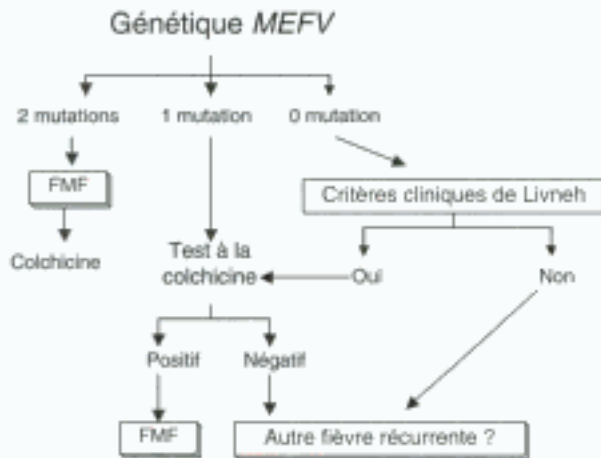 Génétique MEFV
2 mutations 1 mutation 0 mutation
FMF
Critères cliniques de Livneh
Colchicine
Test à la
colchicine
Oui
Non
Positif Négatif
FMF
Autre fièvre récurrente ?